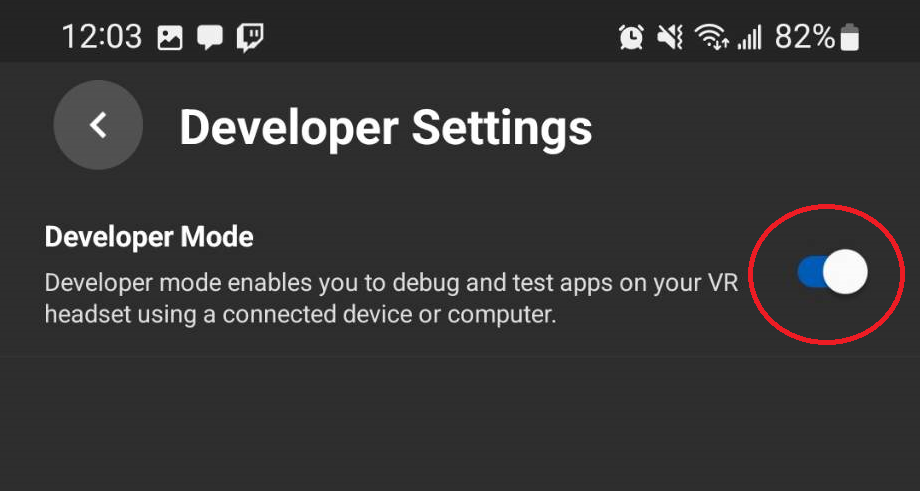 12:03 82%
Developer Settings
Developer Mode
Developer mode enables you to debug and test apps on your VR
headset using a connected device or computer.